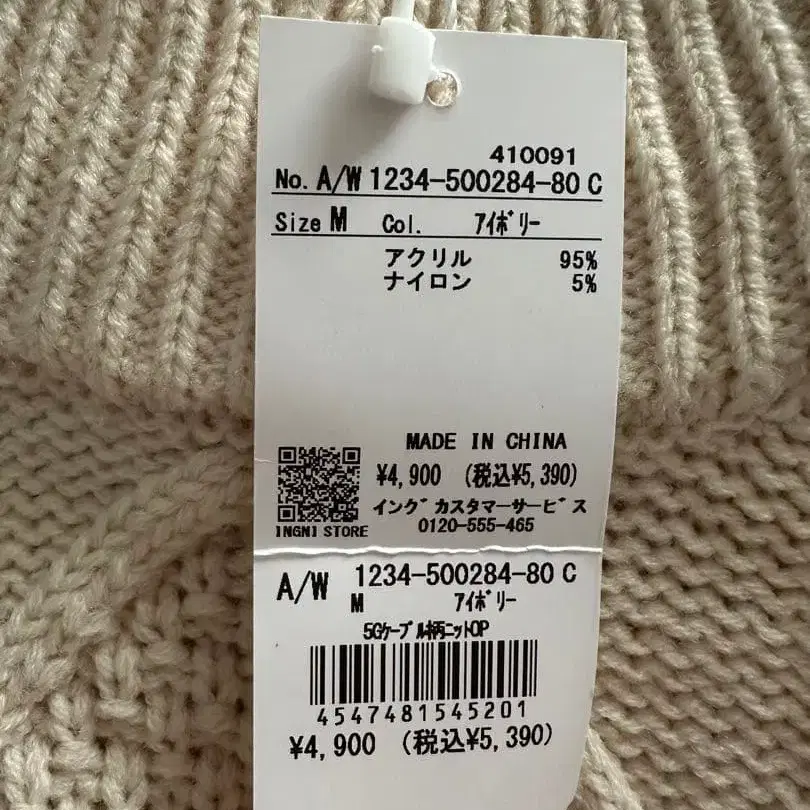 410091
No. A/W 1234-500284-80 C
Size M Col. アイボリー
アクリル 95%
ナイロン 5%
MADE IN CHINA
¥4,900 (税込¥5,390)
イング カスタマーサービス
0120-555-465
INGNI STORE
A/W 1234-500284-80 C
M アイボリー
5Gケーブル柄ニットOP
4547481545201
¥4,900 (税込¥5,390)